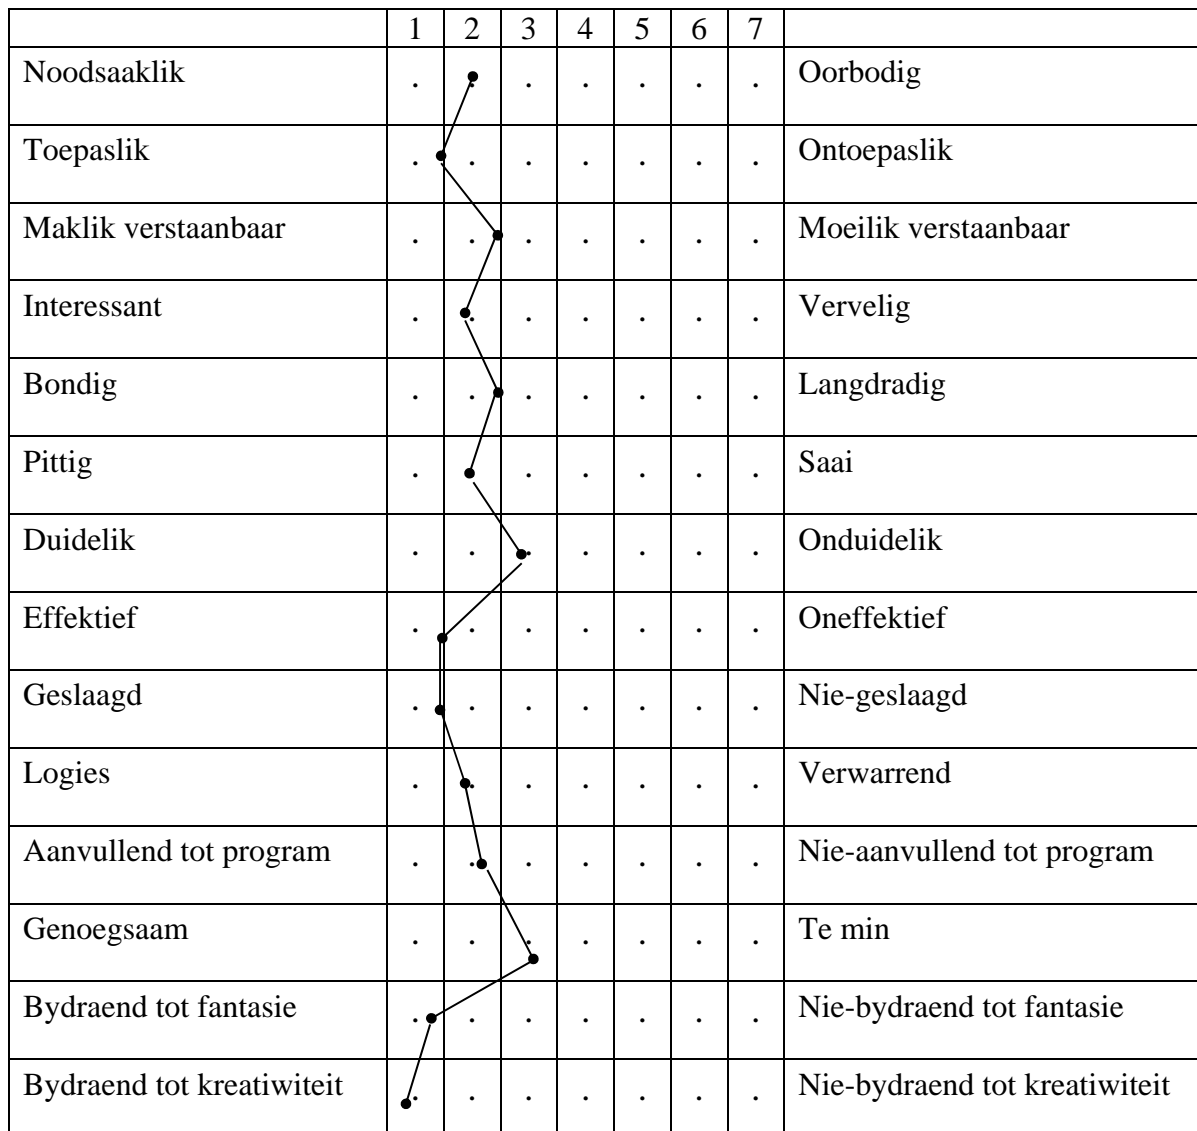 1 2 3 4 5 6 7
Noodsaaklik . . . . . . . Oorbodig
Toepaslik . . . . . . . Ontoepaslik
Maklik verstaanbaar . . . . . . . Moeilik verstaanbaar
Interessant . . . . . . . Vervelig
Bondig . . . . . . . Langdradig
Pittig . . . . . . . Saai
Duidelik . . . . . . . Onduidelik
Effektief . . . . . . . Oneffektief
Geslaagd . . . . . . . Nie-geslaagd
Logies . . . . . . . Verwarrend
Aanvullend tot program . . . . . . . Nie-aanvullend tot program
Genoegsaam . . . . . . . Te min
Bydraend tot fantasie . . . . . . . Nie-bydraend tot fantasie
Bydraend tot kreatiwiteit . . . . . . . Nie-bydraend tot kreatiwiteit